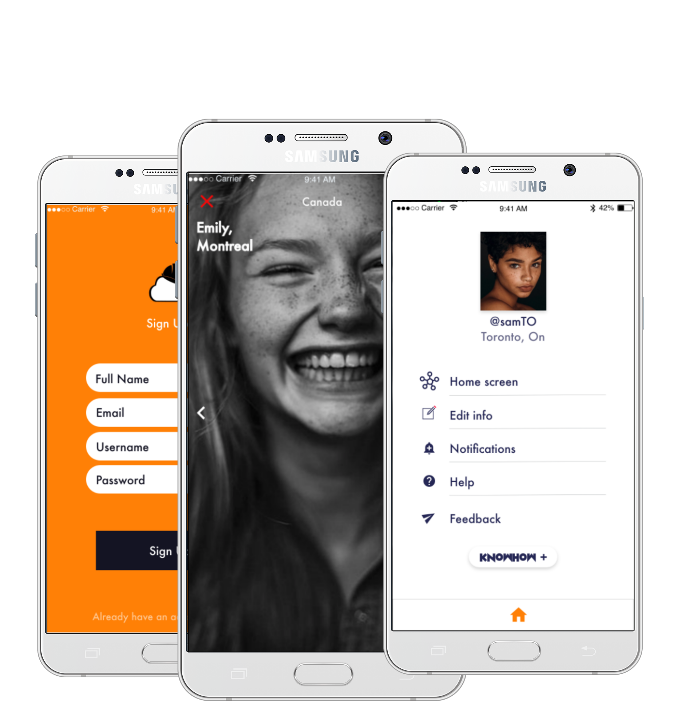 SAMSUNG
●●●○○ Carrier
9:41 AM
Sign U
Full Name
Email
Username
Password
Sign
Already have an a
SAMSUNG
●●●○○ Carrier
9:41 AM
Canada
Emily,
Montreal
SAMSUNG
●●●○○ Carrier
9:41 AM
42%
@samTO
Toronto, On
Home screen
Edit info
Notifications
Help
Feedback
KNOWHOW +